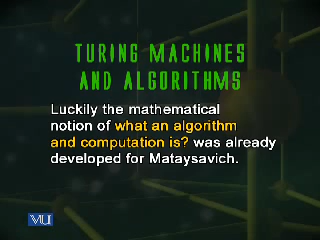 TURING MACHINES
AND ALGORITHMS
Luckily the mathematical
notion of what an algorithm
and computation is? was already
developed for Mataysavich.
VU